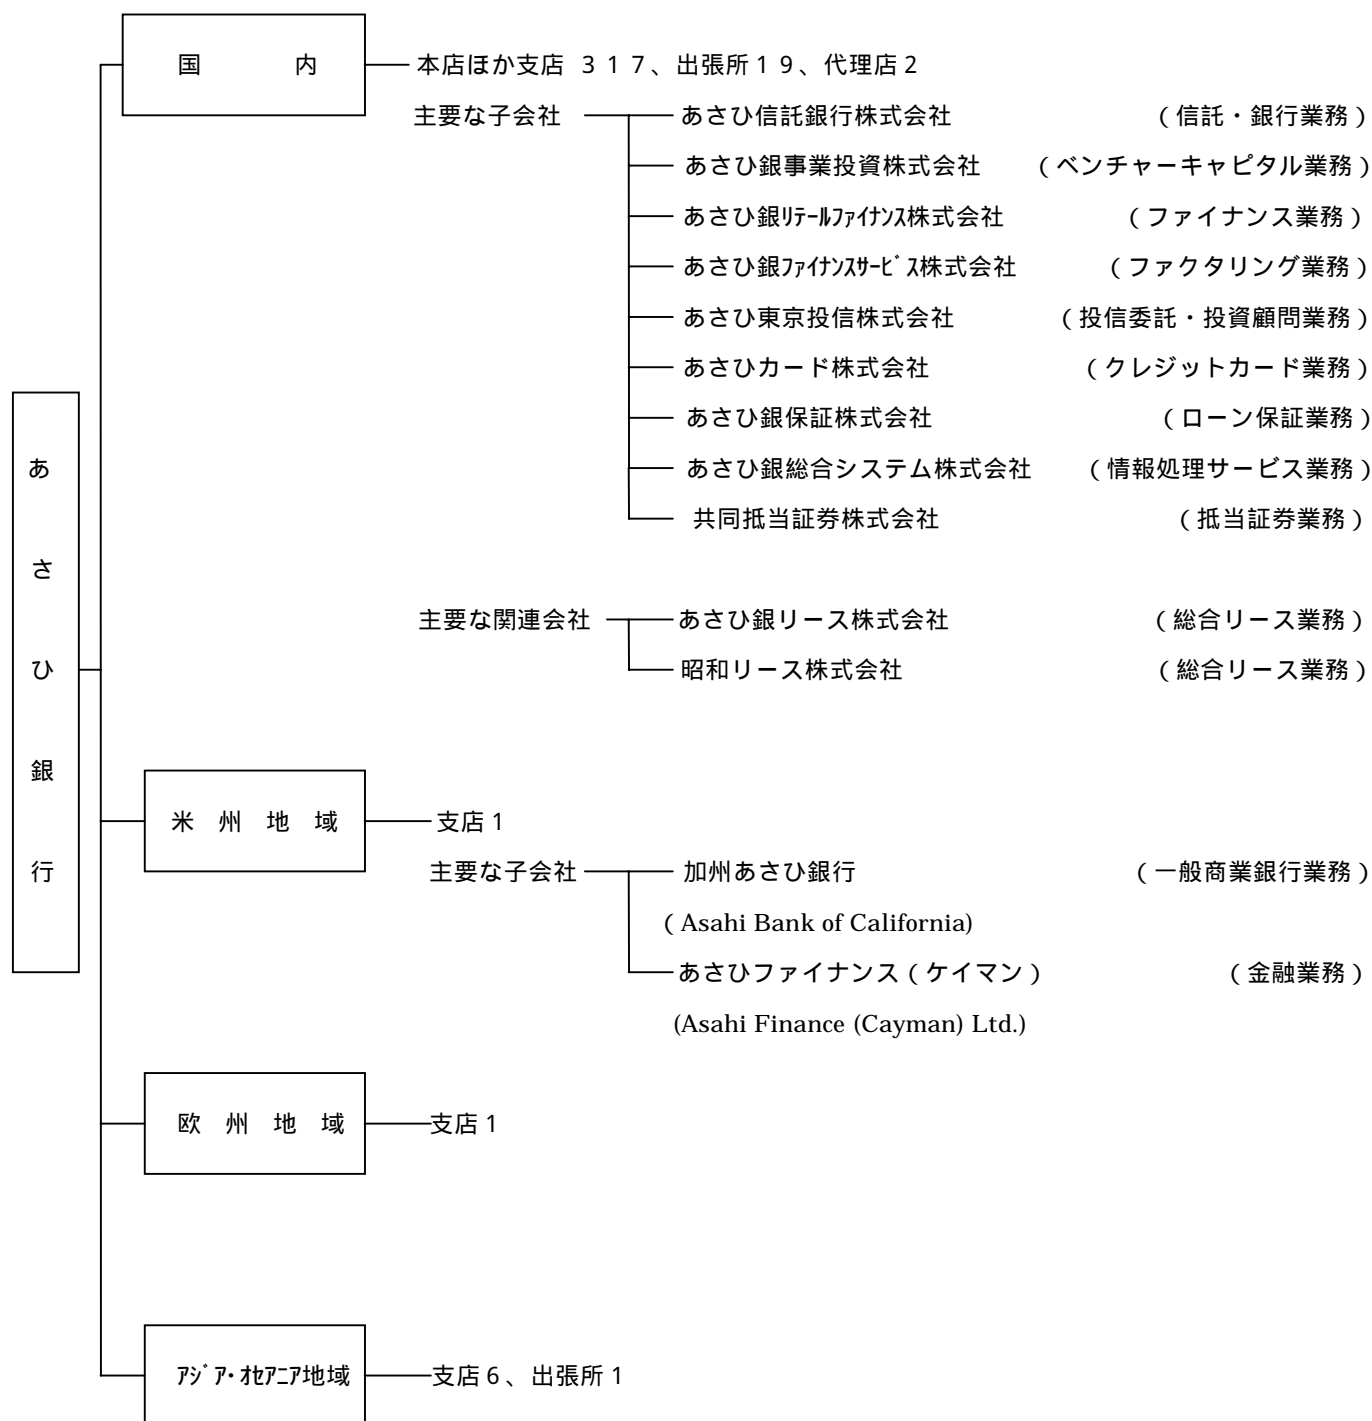 国　　内　本店ほか支店 ３１７、出張所１９、代理店２
主要な子会社　あさひ信託銀行株式会社　（信託・銀行業務）
あさひ銀事業投資株式会社　（ベンチャーキャピタル業務）
あさひ銀ﾘﾃｰﾙﾌｧｲﾅﾝｽ株式会社　（ファイナンス業務）
あさひ銀ﾌｧｲﾅﾝｽｻｰﾋﾞｽ株式会社　（ファクタリング業務）
あさひ東京投信株式会社　（投信委託・投資顧問業務）
あさひカード株式会社　（クレジットカード業務）
あさひ銀保証株式会社　（ローン保証業務）
あさひ銀総合システム株式会社　（情報処理サービス業務）
共同抵当証券株式会社　（抵当証券業務）
あさひ銀行
主要な関連会社　あさひ銀リース株式会社　（総合リース業務）
昭和リース株式会社　（総合リース業務）
米　州　地　域　支店１
主要な子会社　加州あさひ銀行　（一般商業銀行業務）
（Asahi Bank of California)
あさひファイナンス（ケイマン）　（金融業務）
(Asahi Finance (Cayman) Ltd.)
欧　州　地　域　支店１
ｱｼﾞｱ・ｵｾｱﾆｱ地域　支店６、出張所１